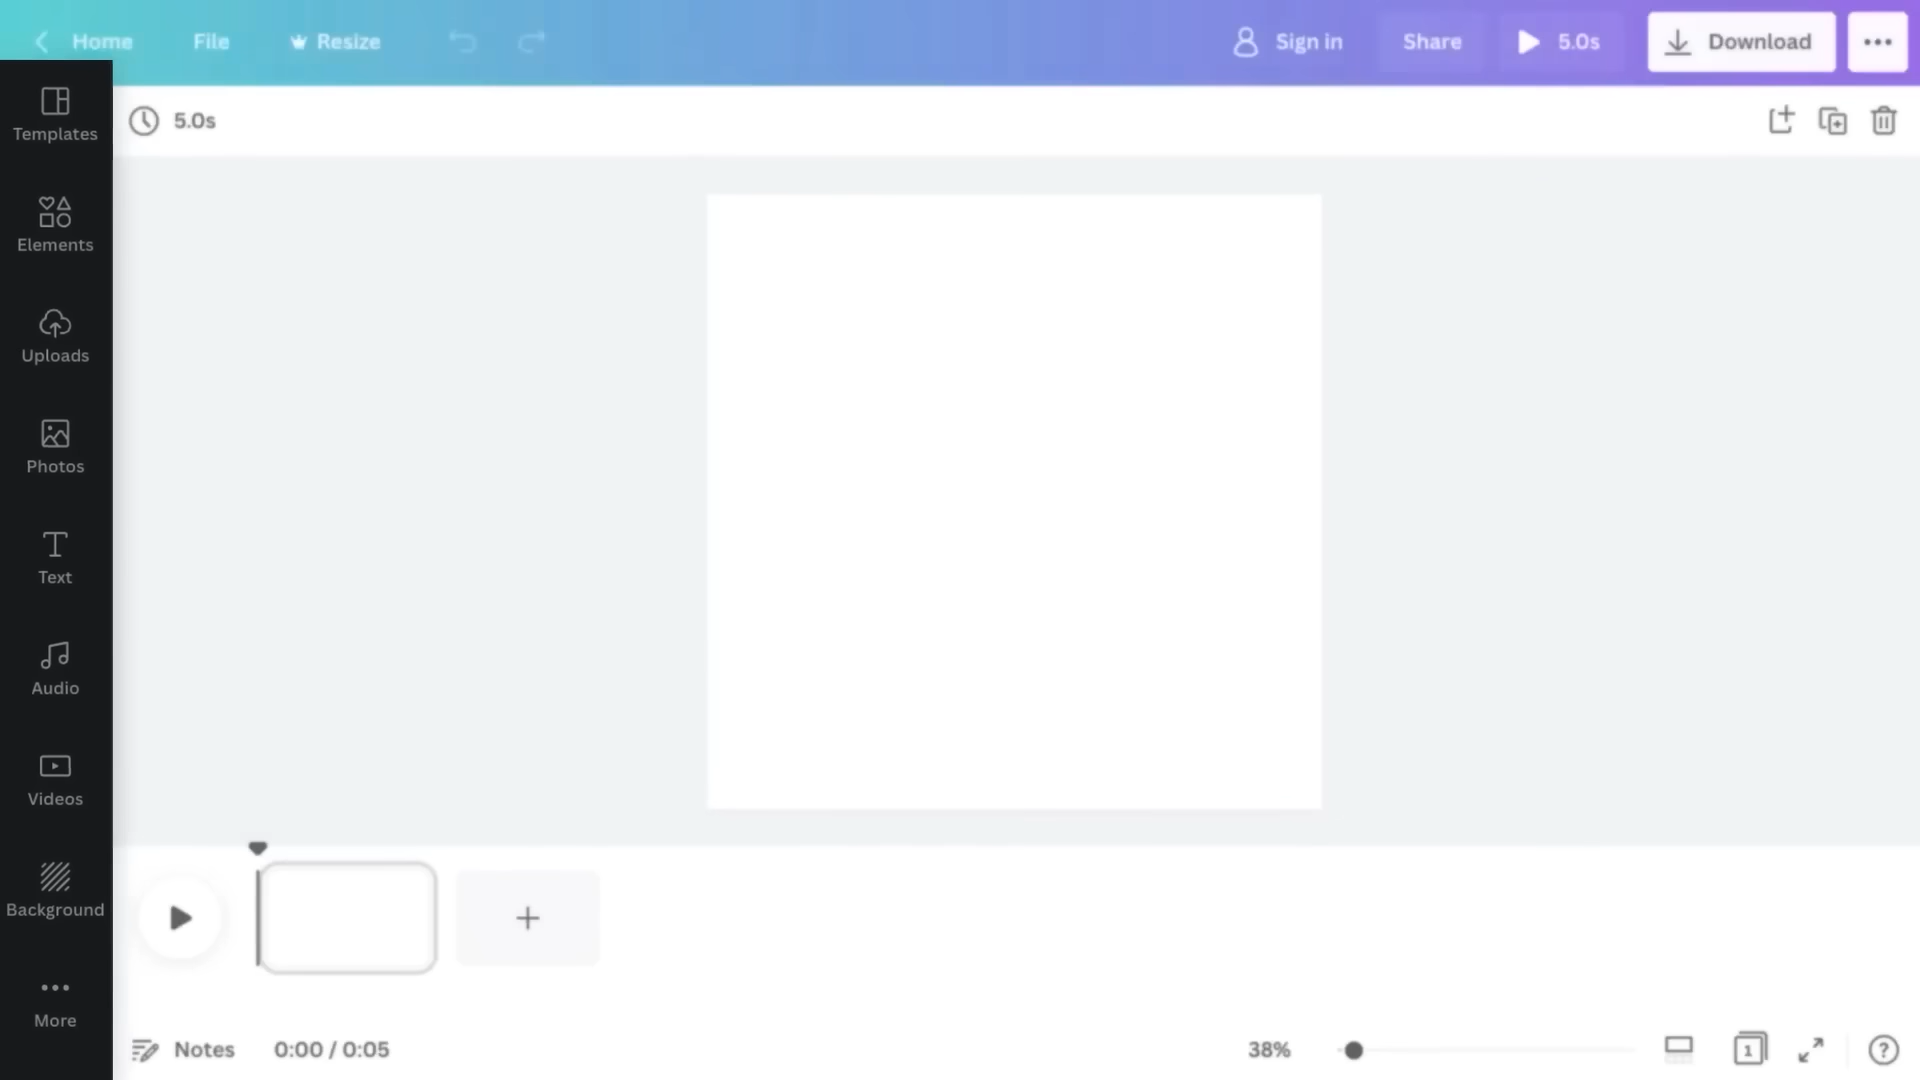 Home File Resize Sign in Share 5.0s Download
5.0s
Templates
Elements
Uploads
Photos
Text
Audio
Videos
Background
More
Notes 0:00 / 0:05 38% 1